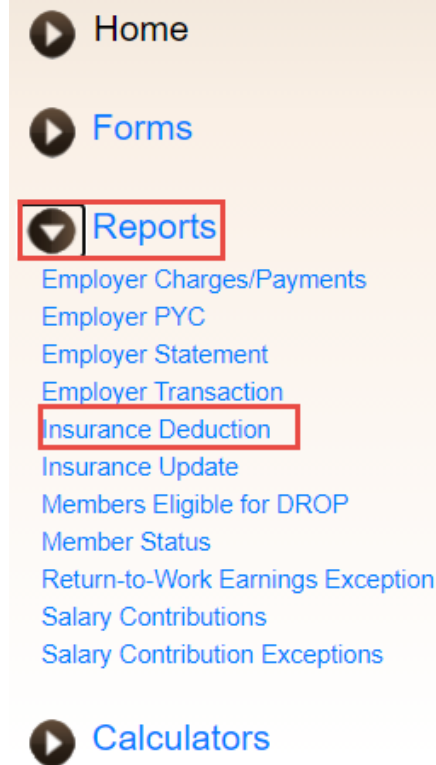 Home
Forms
Reports
Employer Charges/Payments
Employer PYC
Employer Statement
Employer Transaction
Insurance Deduction
Insurance Update
Members Eligible for DROP
Member Status
Return-to-Work Earnings Exception
Salary Contributions
Salary Contribution Exceptions
Calculators